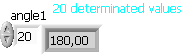 20 determinated values
angle1
20 180,00